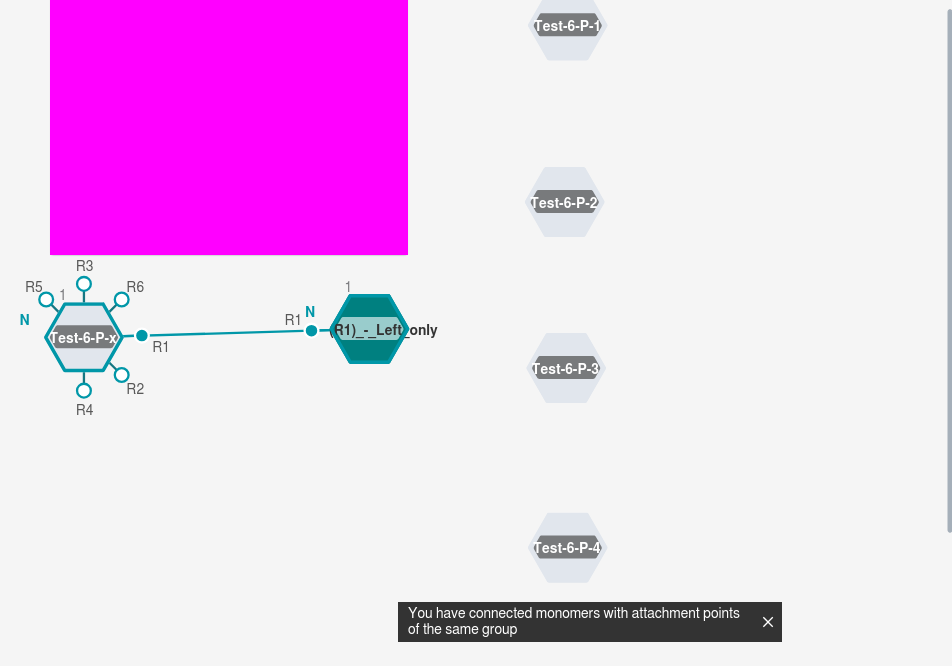 Test-6-P-1
Test-6-P-2
R3
R5
1
R6
N
Test-6-P-x
R1
R2
R4
1
N
R1
(R1)_-_Left_only
Test-6-P-3
Test-6-P-4
You have connected monomers with attachment points
of the same group